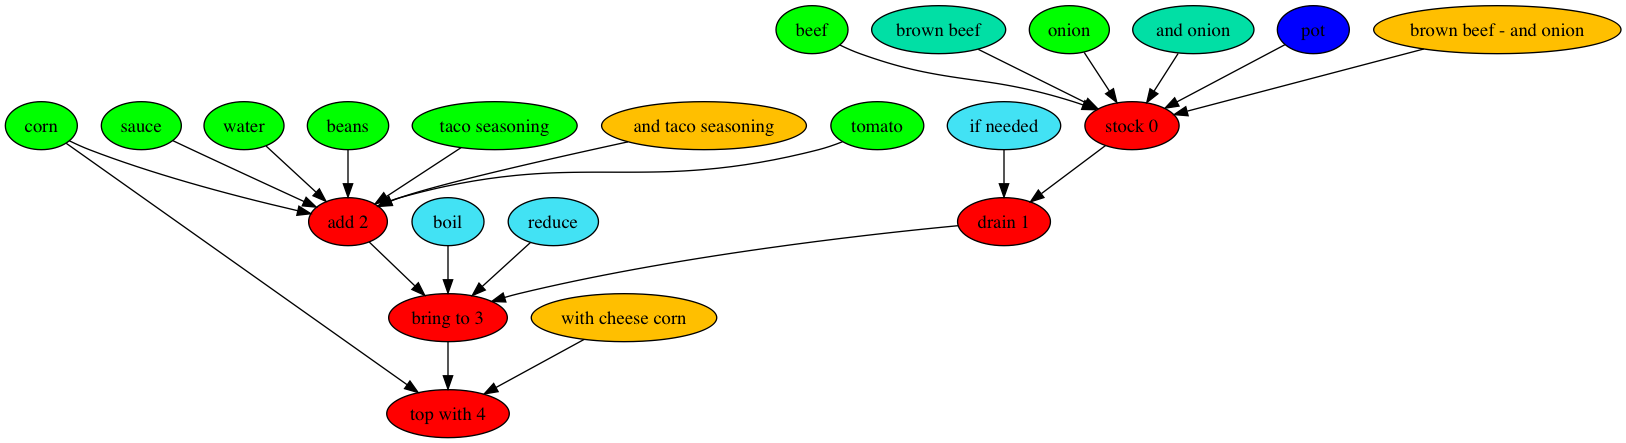 beef
brown beef
onion
and onion
pot
brown beef - and onion
corn
sauce
water
beans
taco seasoning
and taco seasoning
tomato
if needed
stock 0
add 2
boil
reduce
drain 1
bring to 3
with cheese corn
top with 4